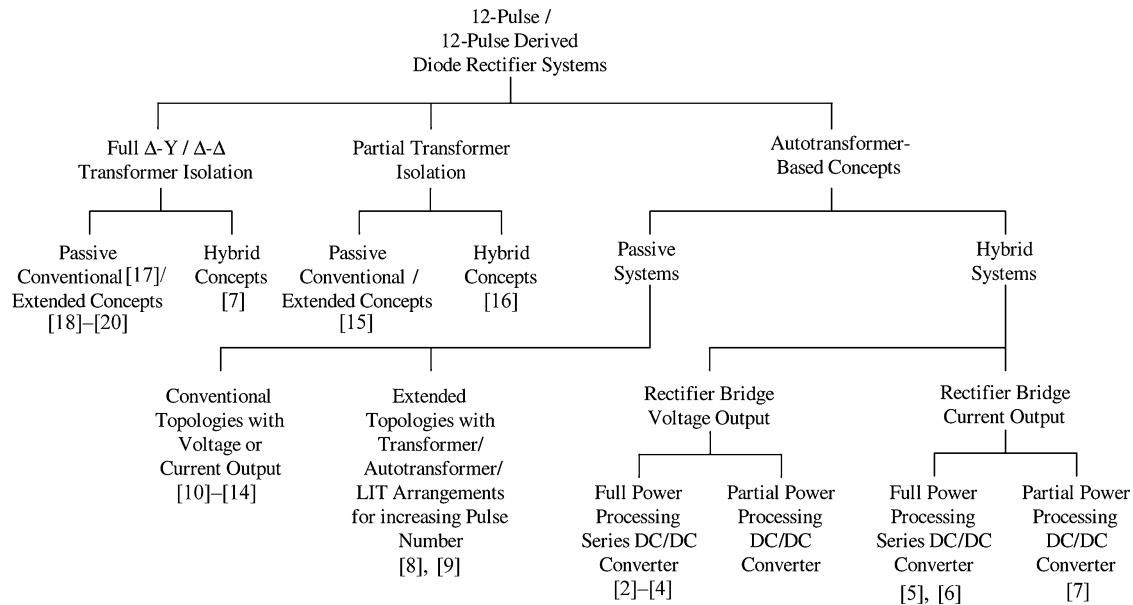 12-Pulse /
12-Pulse Derived
Diode Rectifier Systems
Full Δ-Y / Δ-Δ
Transformer Isolation
Partial Transformer
Isolation
Autotransformer-
Based Concepts
Passive
Conventional[17]/
Extended Concepts
[18]–[20]
Hybrid
Concepts
[7]
Passive
Conventional /
Extended Concepts
[15]
Hybrid
Concepts
[16]
Passive
Systems
Hybrid
Systems
Conventional
Topologies with
Voltage or
Current Output
[10]–[14]
Extended
Topologies with
Transformer/
Autotransformer/
LIT Arrangements
for increasing Pulse
Number
[8], [9]
Rectifier Bridge
Voltage Output
Rectifier Bridge
Current Output
Full Power
Processing
Series DC/DC
Converter
[2]–[4]
Partial Power
Processing
DC/DC
Converter
Full Power
Processing
Series DC/DC
Converter
[5], [6]
Partial Power
Processing
DC/DC
Converter
[7]